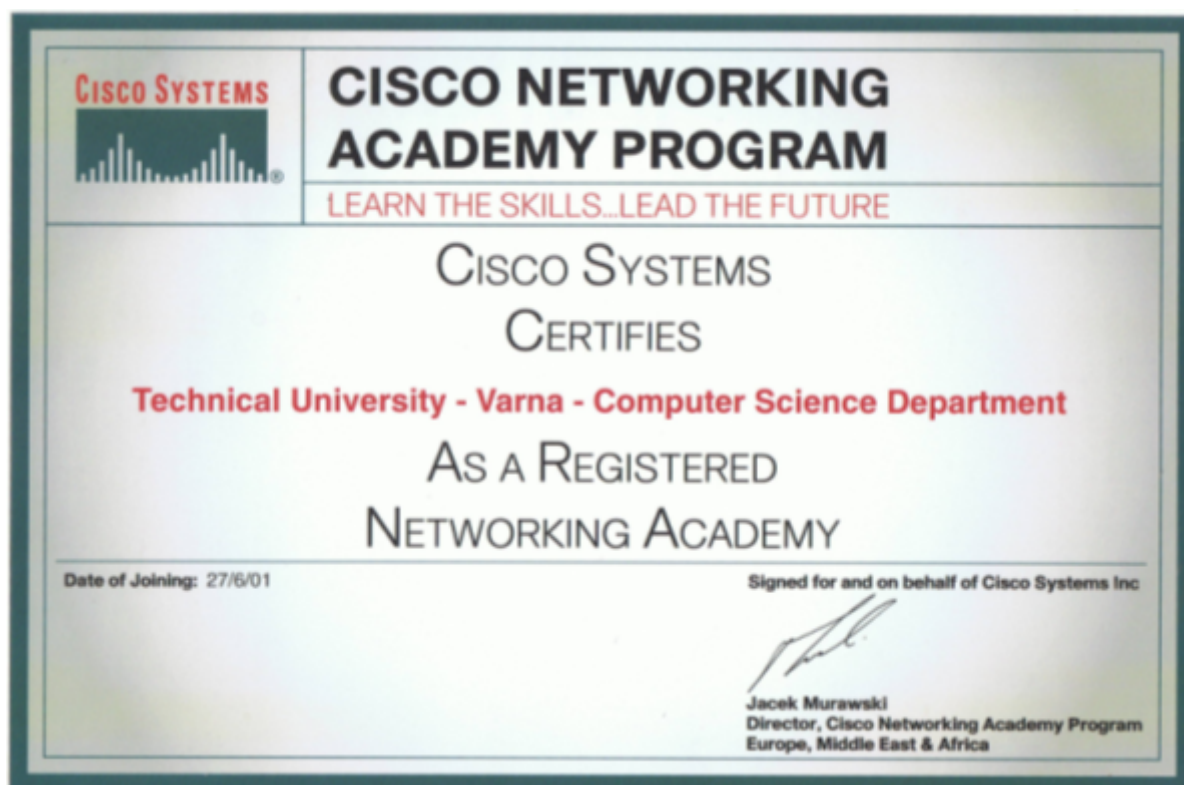 CISCO SYSTEMS
®
CISCO NETWORKING
ACADEMY PROGRAM
LEARN THE SKILLS...LEAD THE FUTURE
CISCO SYSTEMS
CERTIFIES
Technical University - Varna - Computer Science Department
AS A REGISTERED
NETWORKING ACADEMY
Date of Joining: 27/6/01
Signed for and on behalf of Cisco Systems Inc
Jacek Murawski
Director, Cisco Networking Academy Program
Europe, Middle East & Africa